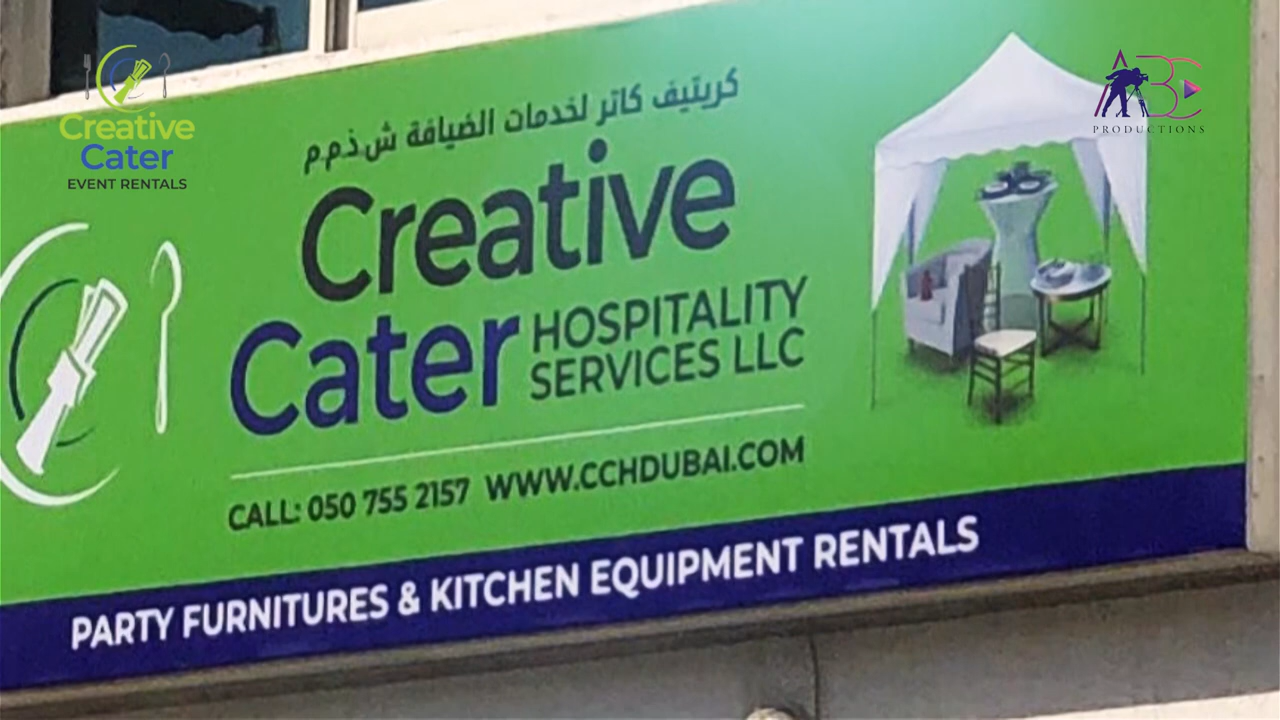 Creative
Cater
EVENT RENTALS
ABC
PRODUCTIONS
كريتيف كاتر لخدمات الضيافة ش.ذ.م.م
Creative
Cater HOSPITALITY
SERVICES LLC
CALL: 050 755 2157 WWW.CCHDUBAI.COM
PARTY FURNITURES & KITCHEN EQUIPMENT RENTALS